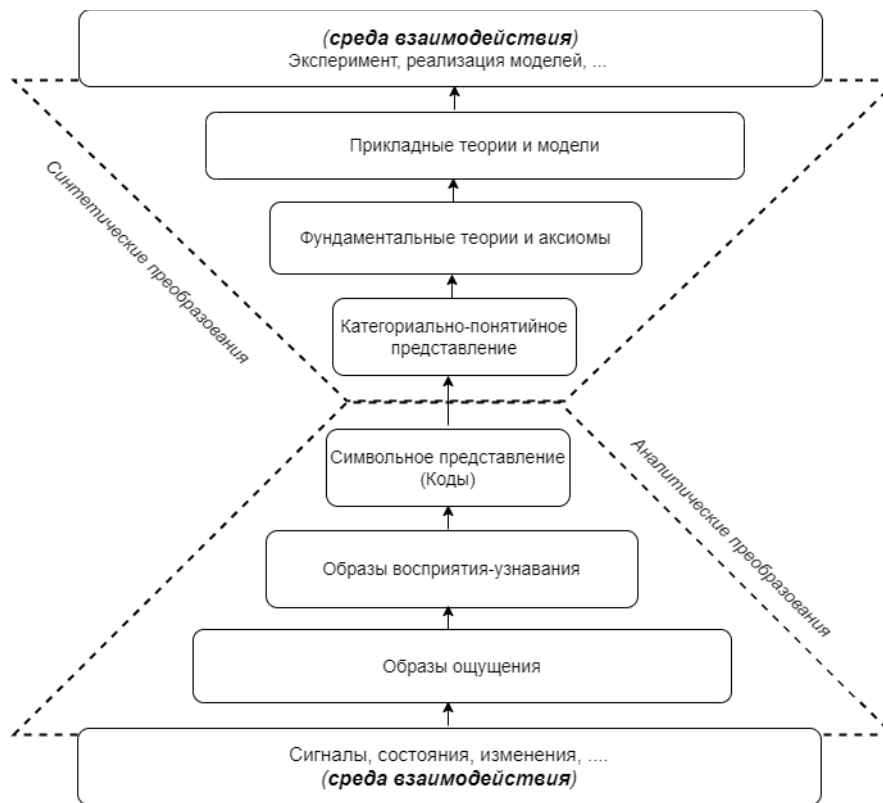 (среда взаимодействия)
Эксперимент, реализация моделей, ...
Прикладные теории и модели
Синтетические преобразования
Фундаментальные теории и аксиомы
Категориально-понятийное
представление
Символьное представление
(Коды)
Аналитические преобразования
Образы восприятия-узнавания
Образы ощущения
Сигналы, состояния, изменения, ....
(среда взаимодействия)